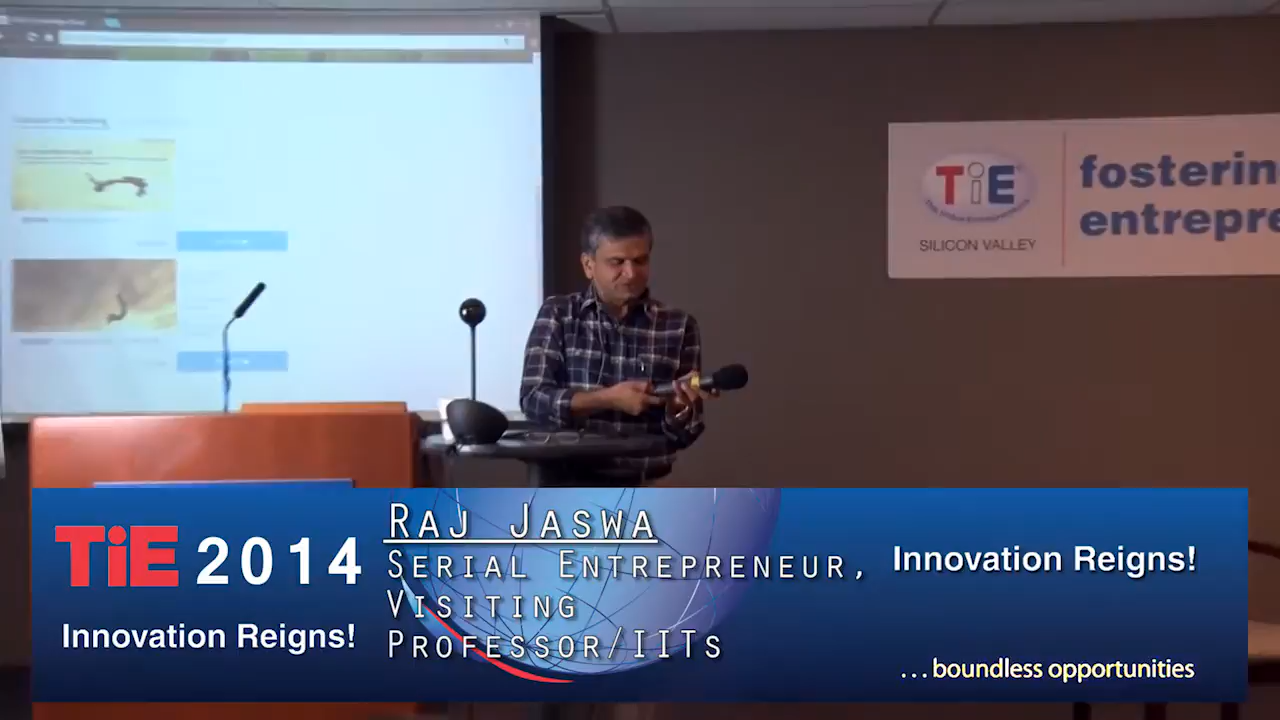 TiE
SILICON VALLEY
fosterin
entrepre
TiE 2014
Innovation Reigns!
Raj Jaswa
Serial Entrepreneur,
Visiting
Professor/IITs
Innovation Reigns!
...boundless opportunities